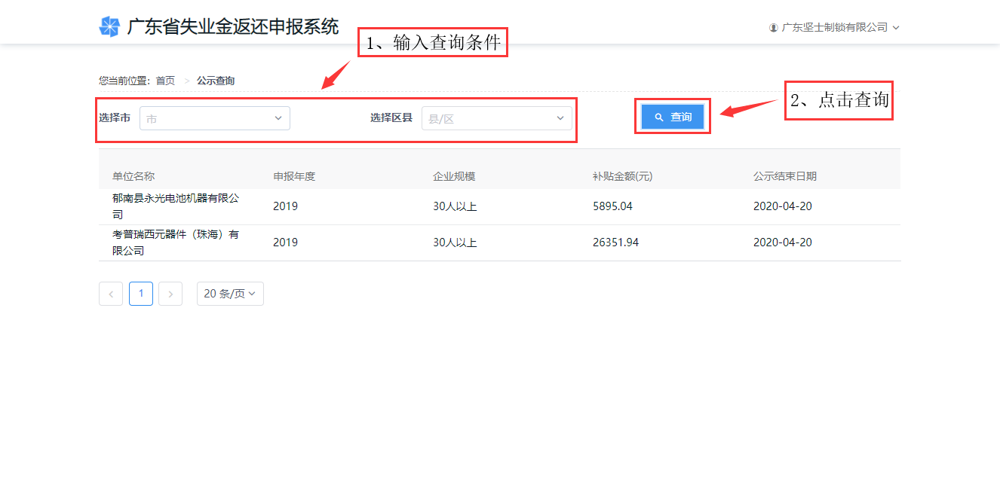 广东省失业金返还申报系统
广东坚士制锁有限公司
1、输入查询条件
您当前位置： 首页 > 公示查询
2、点击查询
选择市 市 选择区县 县/区 查询
单位名称 申报年度 企业规模 补贴金额(元) 公示结束日期
郁南县永光电池机器有限公
司
2019 30人以上 5895.04 2020-04-20
考普瑞西元器件（珠海）有
限公司
2019 30人以上 26351.94 2020-04-20
< 1 > 20 条/页